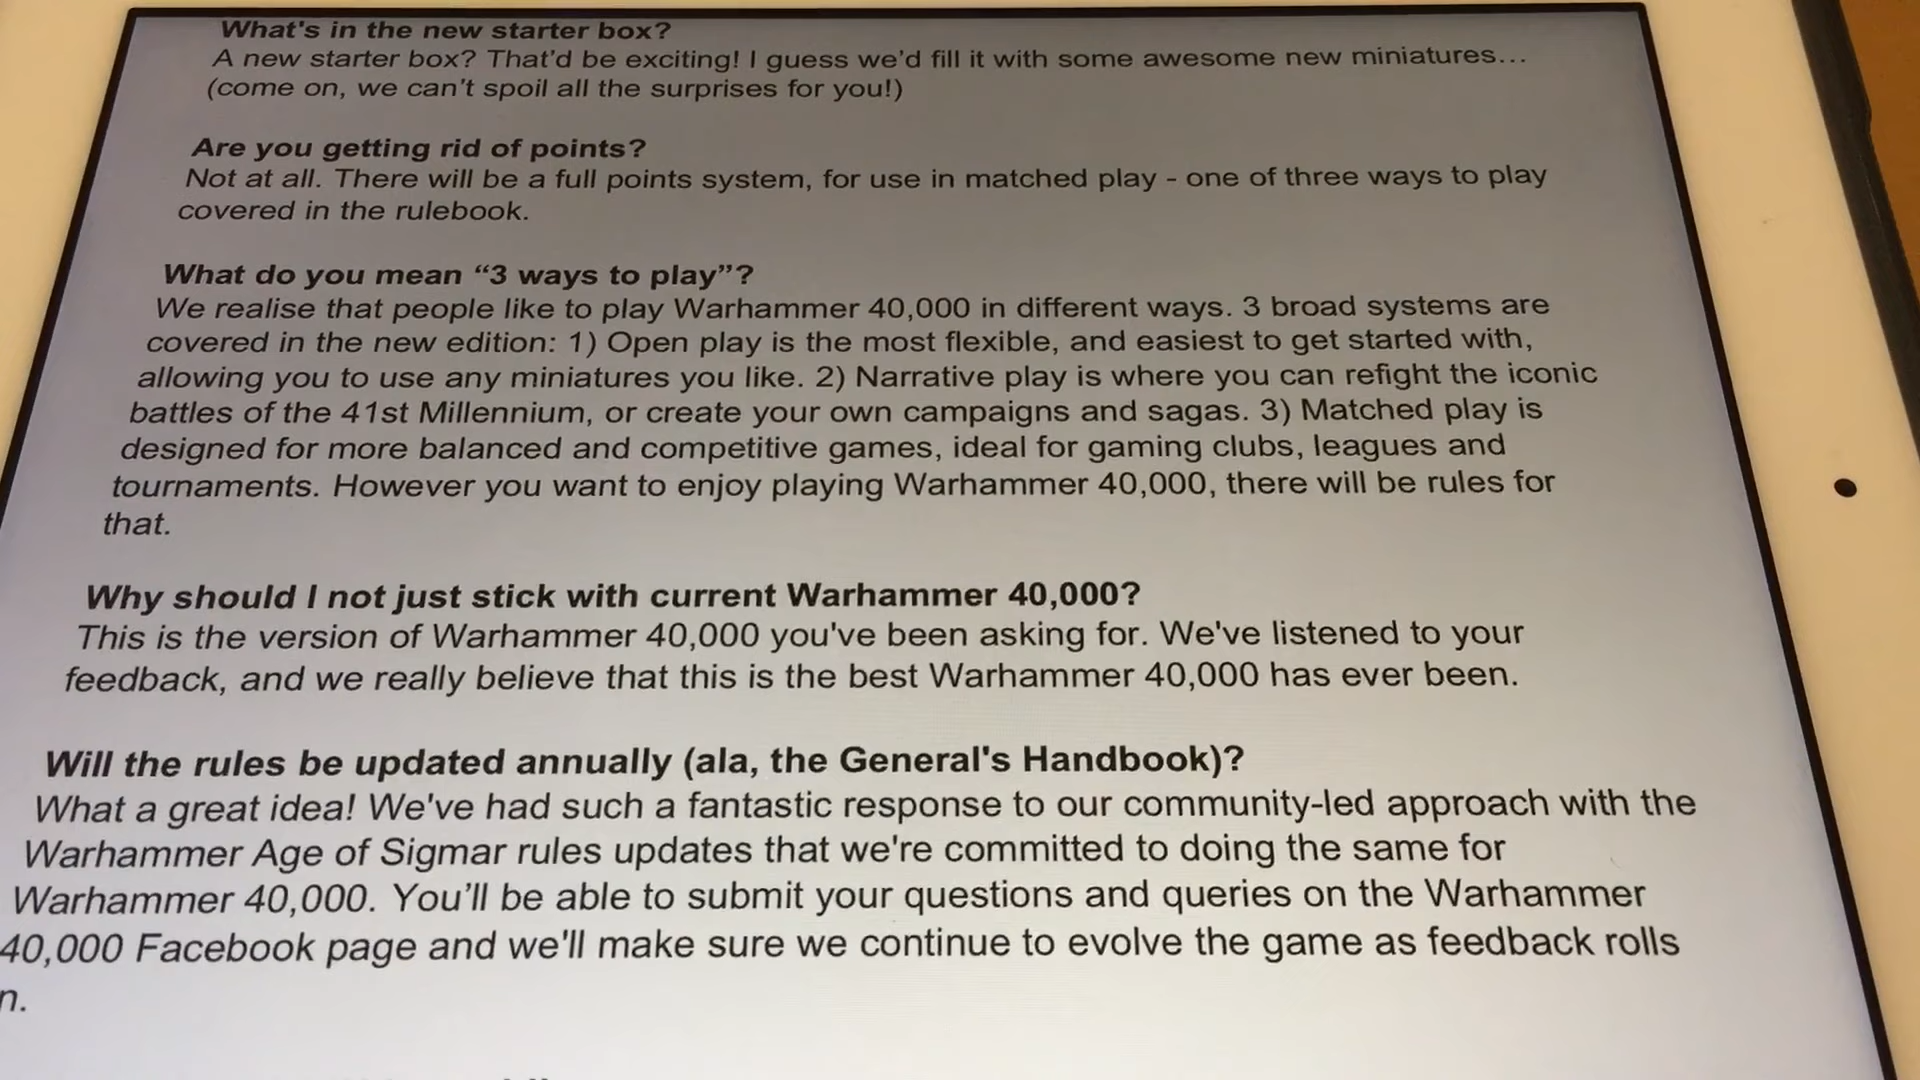 What's in the new starter box?
A new starter box? That'd be exciting! I guess we'd fill it with some awesome new miniatures...
(come on, we can't spoil all the surprises for you!)
Are you getting rid of points?
Not at all. There will be a full points system, for use in matched play - one of three ways to play
covered in the rulebook.
What do you mean “3 ways to play”?
We realise that people like to play Warhammer 40,000 in different ways. 3 broad systems are
covered in the new edition: 1) Open play is the most flexible, and easiest to get started with,
allowing you to use any miniatures you like. 2) Narrative play is where you can refight the iconic
battles of the 41st Millennium, or create your own campaigns and sagas. 3) Matched play is
designed for more balanced and competitive games, ideal for gaming clubs, leagues and
tournaments. However you want to enjoy playing Warhammer 40,000, there will be rules for
that.
Why should I not just stick with current Warhammer 40,000?
This is the version of Warhammer 40,000 you've been asking for. We've listened to your
feedback, and we really believe that this is the best Warhammer 40,000 has ever been.
Will the rules be updated annually (ala, the General's Handbook)?
What a great idea! We've had such a fantastic response to our community-led approach with the
Warhammer Age of Sigmar rules updates that we're committed to doing the same for
Warhammer 40,000. You’ll be able to submit your questions and queries on the Warhammer
40,000 Facebook page and we'll make sure we continue to evolve the game as feedback rolls
n.